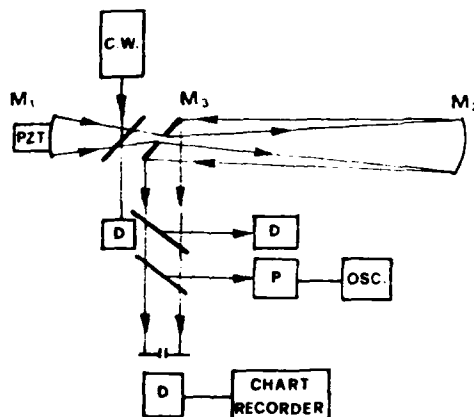 C.W.
M₁
M₃
M₂
PZT
D
D
P
OSC.
D
CHART
RECORDER